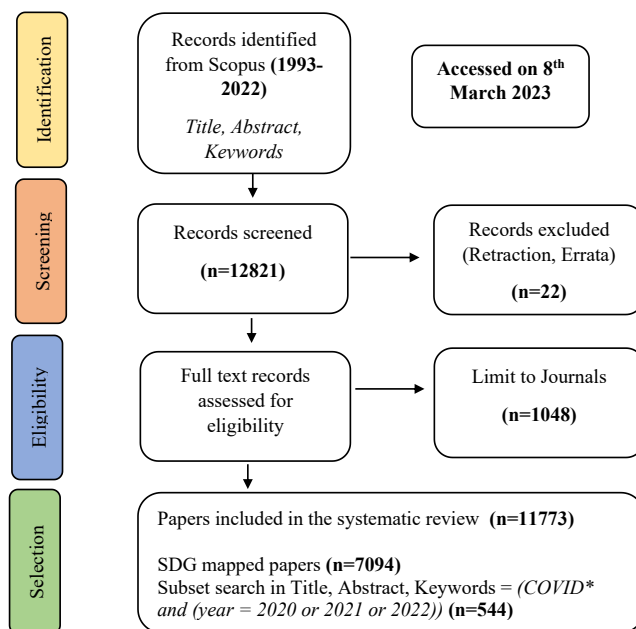 Identification
Records identified
from Scopus (1993-
2022)
Title, Abstract,
Keywords
Accessed on 8th
March 2023
Screening
Records screened
(n=12821)
Records excluded
(Retraction, Errata)
(n=22)
Eligibility
Full text records
assessed for
eligibility
Limit to Journals
(n=1048)
Selection
Papers included in the systematic review (n=11773)
SDG mapped papers (n=7094)
Subset search in Title, Abstract, Keywords = (COVID*
and (year = 2020 or 2021 or 2022)) (n=544)